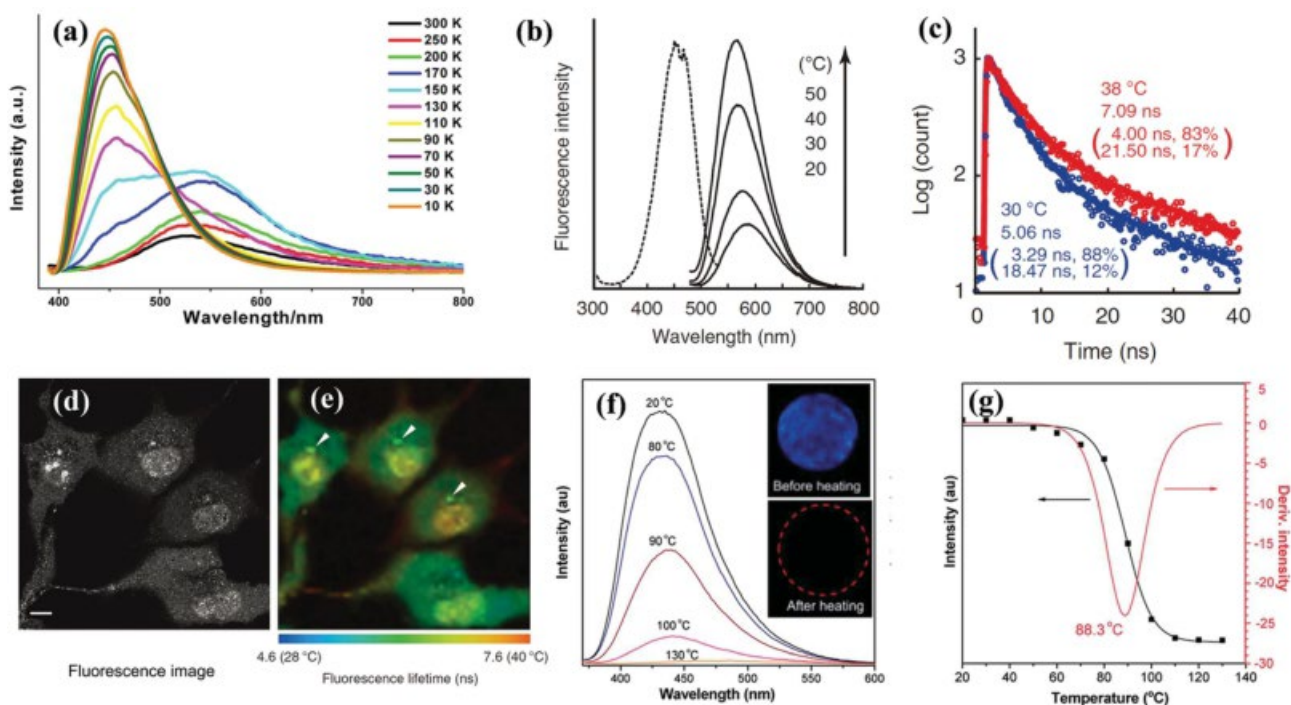 (a)
300 K
250 K
200 K
170 K
150 K
130 K
110 K
90 K
70 K
50 K
30 K
10 K
Intensity (a.u.)
400 500 600 700 800
Wavelength/nm
(b)
(°C)
50
40
30
20
Fluorescence intensity
300 400 500 600 700 800
Wavelength (nm)
(c)
3
2
1
Log (count)
38 °C
7.09 ns
( 4.00 ns, 83% )
21.50 ns, 17%
30 °C
5.06 ns
( 3.29 ns, 88% )
18.47 ns, 12%
0 10 20 30 40
Time (ns)
(d)
Fluorescence image
(e)
4.6 (28 °C) 7.6 (40 °C)
Fluorescence lifetime (ns)
(f)
20 °C
80 °C
90 °C
100 °C
130 °C
Before heating
After heating
Intensity (au)
400 450 500 550 600
Wavelength (nm)
(g)
Intensity (au)
88.3 °C
5
0
-5
-10
-15
-20
-25
-30
Deriv. intensity
20 40 60 80 100 120 140
Temperature (°C)